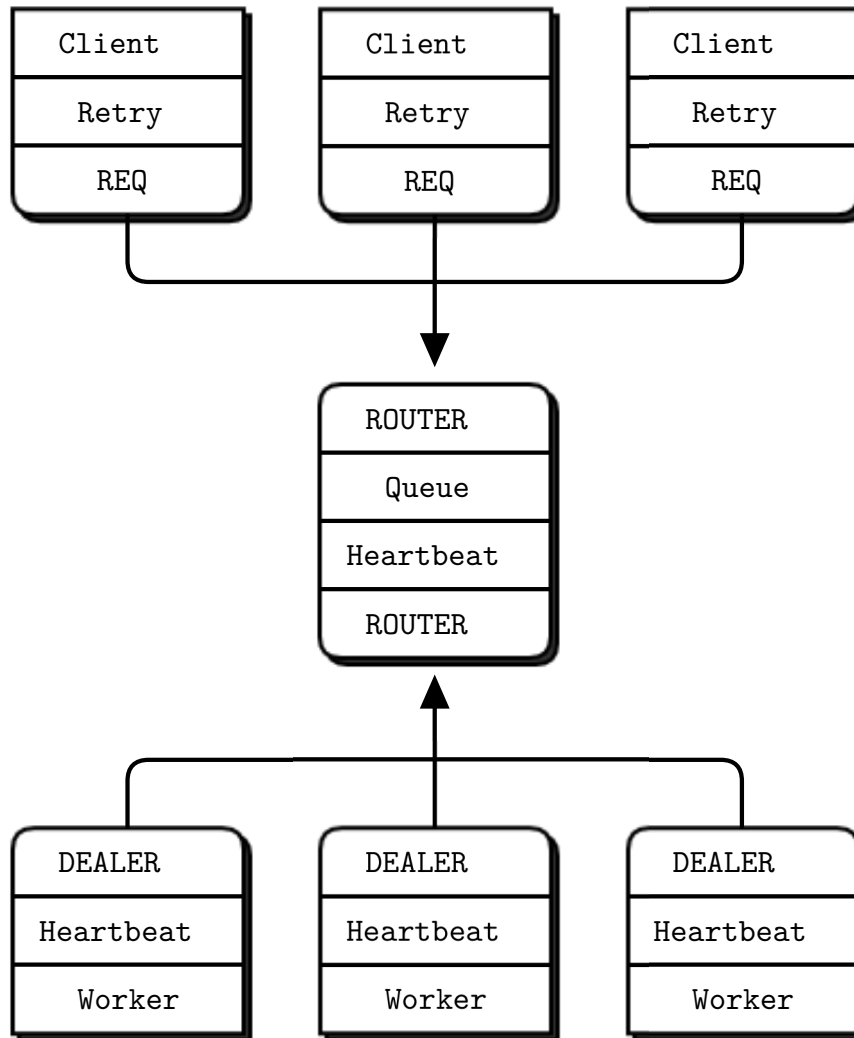 Client Client Client
Retry Retry Retry
REQ REQ REQ
ROUTER
Queue
Heartbeat
ROUTER
DEALER DEALER DEALER
Heartbeat Heartbeat Heartbeat
Worker Worker Worker